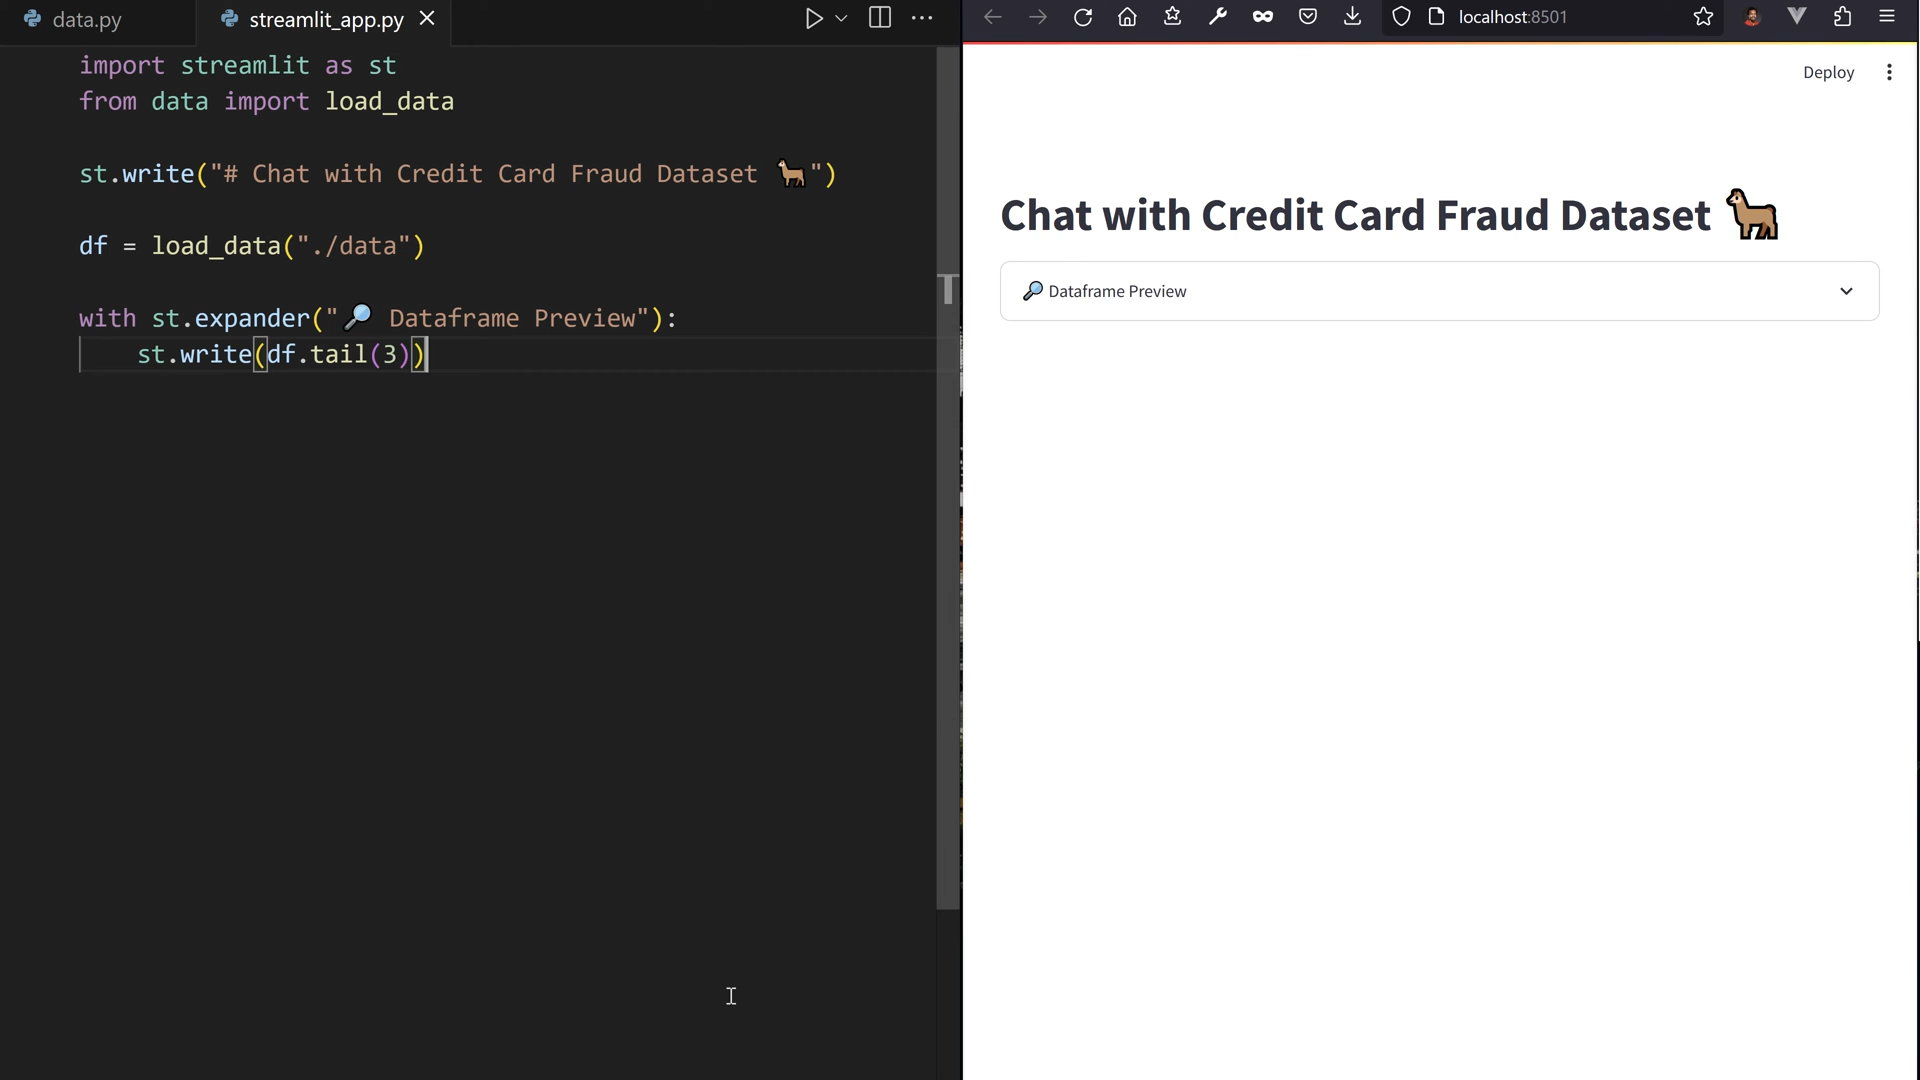 data.py
streamlit_app.py
import streamlit as st
from data import load_data
st.write("# Chat with Credit Card Fraud Dataset 🦙")
df = load_data("./data")
with st.expander("🔎 Dataframe Preview"):
    st.write(df.tail(3))
localhost:8501
Deploy
Chat with Credit Card Fraud Dataset 🦙
🔎 Dataframe Preview